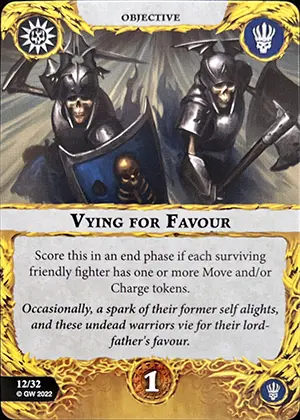 OBJECTIVE
VYING FOR FAVOUR
Score this in an end phase if each surviving
friendly fighter has one or more Move and/or
Charge tokens.
Occasionally, a spark of their former self alights,
and these undead warriors vie for their lord-
father's favour.
12/32
© GW 2022
1